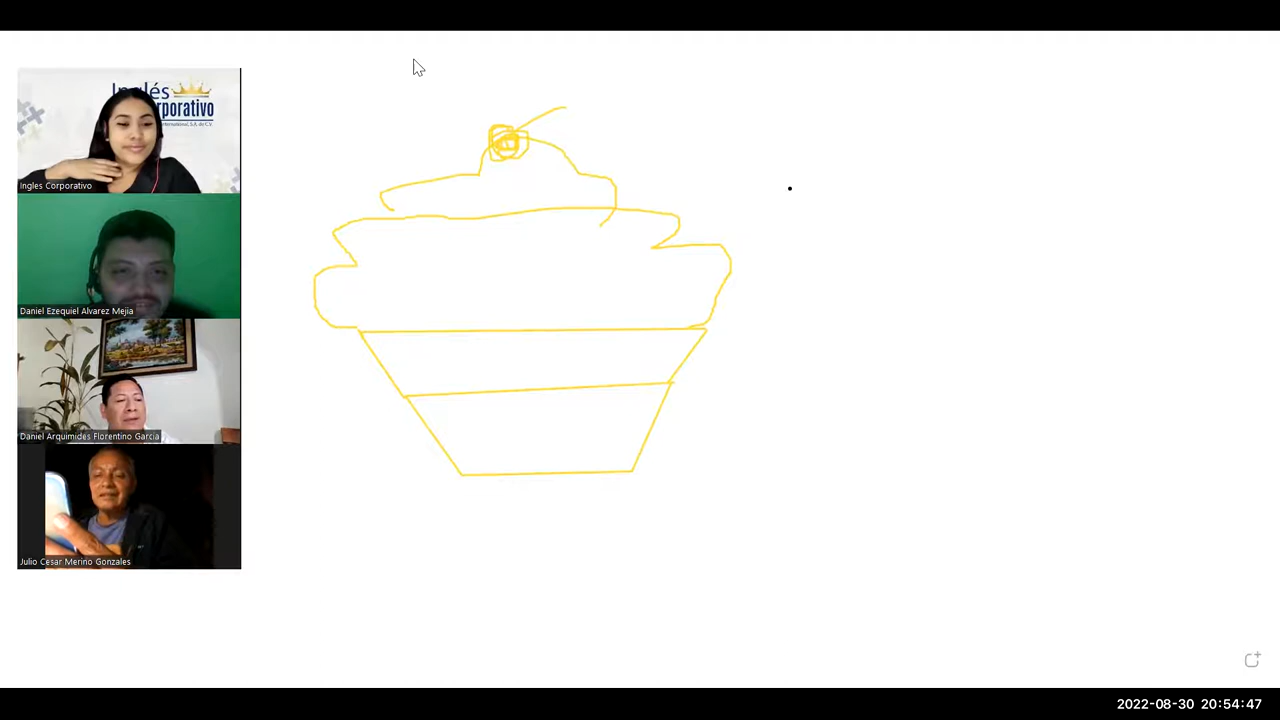 Inglés
Corporativo
Ingles Corporativo
Daniel Ezequiel Alvarez Mejia
Daniel Arquimides Florentino Garcia
Julio Cesar Merino Gonzales
2022-08-30 20:54:47